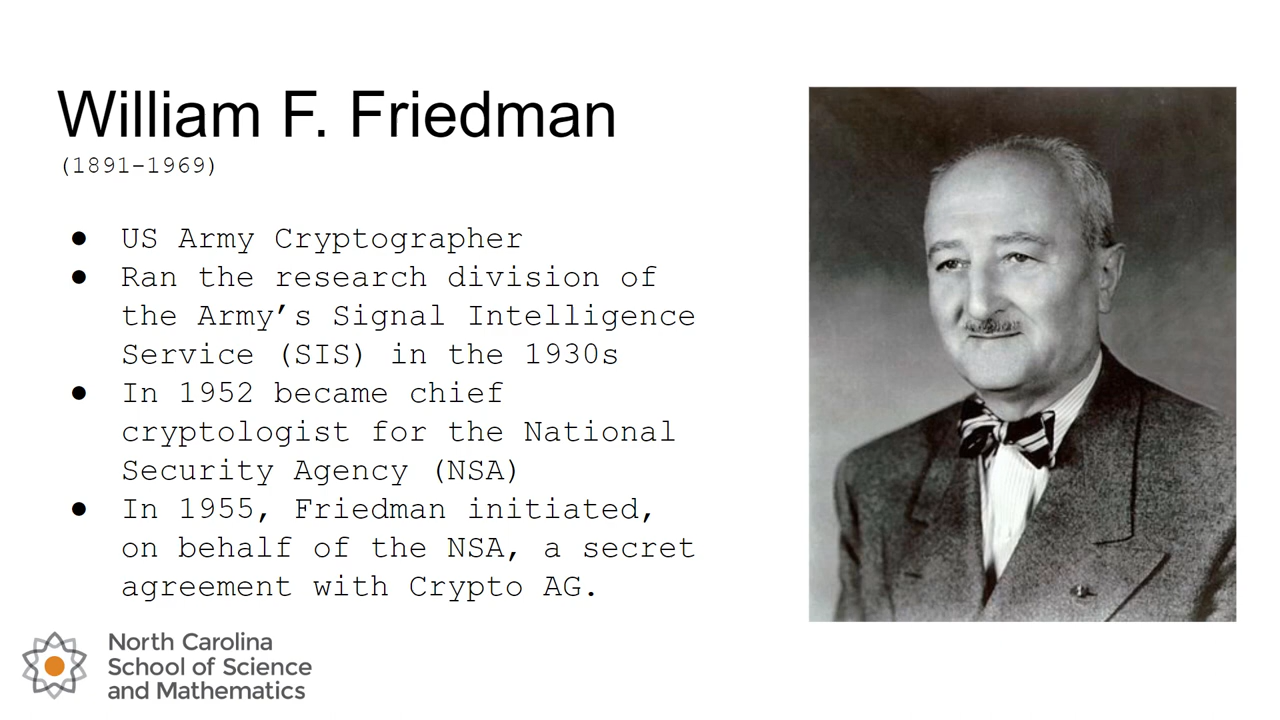 William F. Friedman
(1891-1969)
● US Army Cryptographer
● Ran the research division of
the Army’s Signal Intelligence
Service (SIS) in the 1930s
● In 1952 became chief
cryptologist for the National
Security Agency (NSA)
● In 1955, Friedman initiated,
on behalf of the NSA, a secret
agreement with Crypto AG.
North Carolina
School of Science
and Mathematics